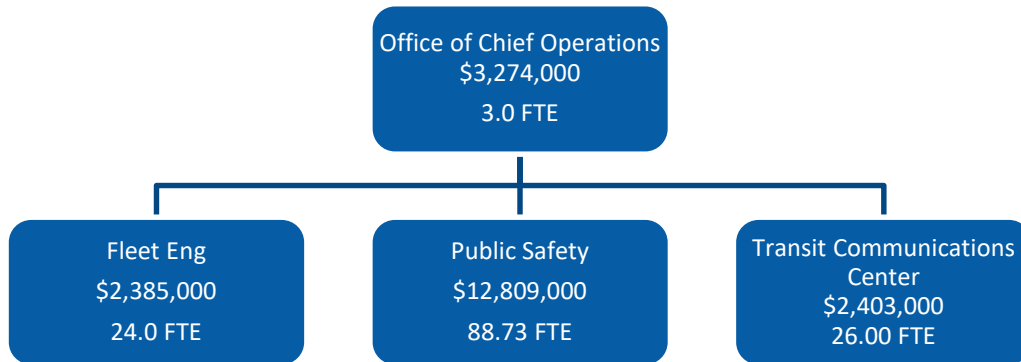 Office of Chief Operations
$3,274,000
3.0 FTE
Fleet Eng
$2,385,000
24.0 FTE
Public Safety
$12,809,000
88.73 FTE
Transit Communications
Center
$2,403,000
26.00 FTE